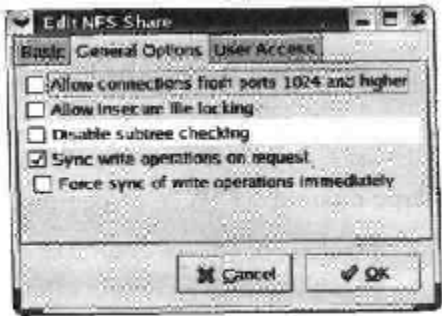 Edit NFS Share
Basic General Options User Access
Allow connections from ports 1024 and higher
Allow insecure file locking
Disable subtree checking
Sync write operations on request
Force sync of write operations immediately
Cancel OK